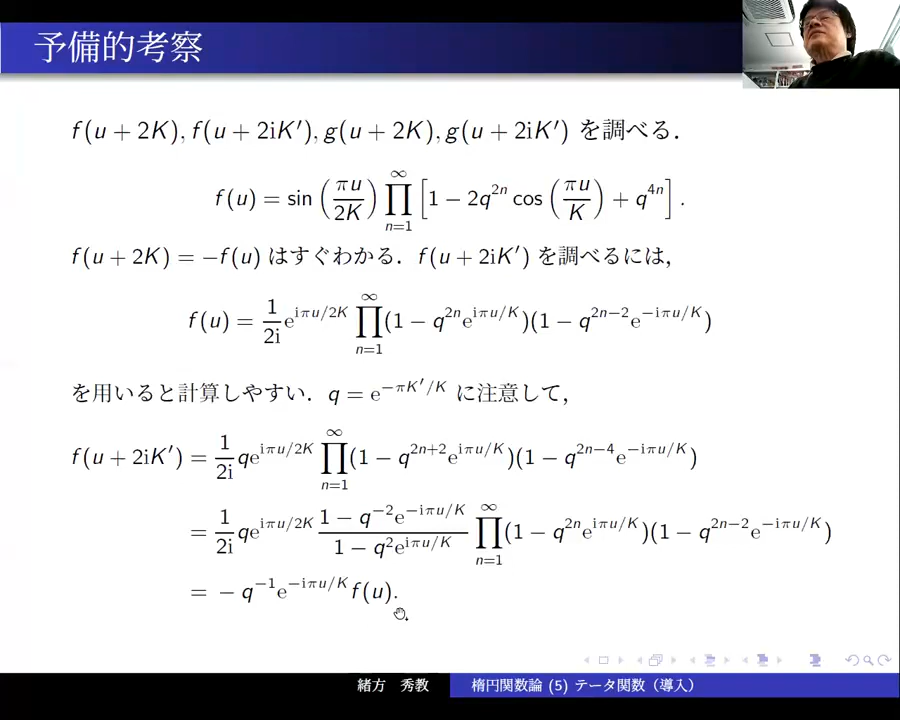 予備的考察
f(u + 2K), f(u + 2iK′), g(u + 2K), g(u + 2iK′) を調べる.
f(u) = sin (πu/2K) ∏_{n=1}^{∞} [1 − 2q^{2n} cos (πu/K) + q^{4n}].
f(u + 2K) = −f(u) はすぐわかる. f(u + 2iK′) を調べるには,
f(u) = 1/2i e^{iπu/2K} ∏_{n=1}^{∞} (1 − q^{2n}e^{iπu/K})(1 − q^{2n−2}e^{−iπu/K})
を用いると計算しやすい. q = e^{−πK′/K} に注意して,
f(u + 2iK′) = 1/2i qe^{iπu/2K} ∏_{n=1}^{∞} (1 − q^{2n+2}e^{iπu/K})(1 − q^{2n−4}e^{−iπu/K})
= 1/2i qe^{iπu/2K} (1 − q^{−2}e^{−iπu/K})/(1 − q^{2}e^{iπu/K}) ∏_{n=1}^{∞} (1 − q^{2n}e^{iπu/K})(1 − q^{2n−2}e^{−iπu/K})
= − q^{−1}e^{−iπu/K} f(u).
緒方 秀教 楕円関数論 (5) テータ関数（導入）